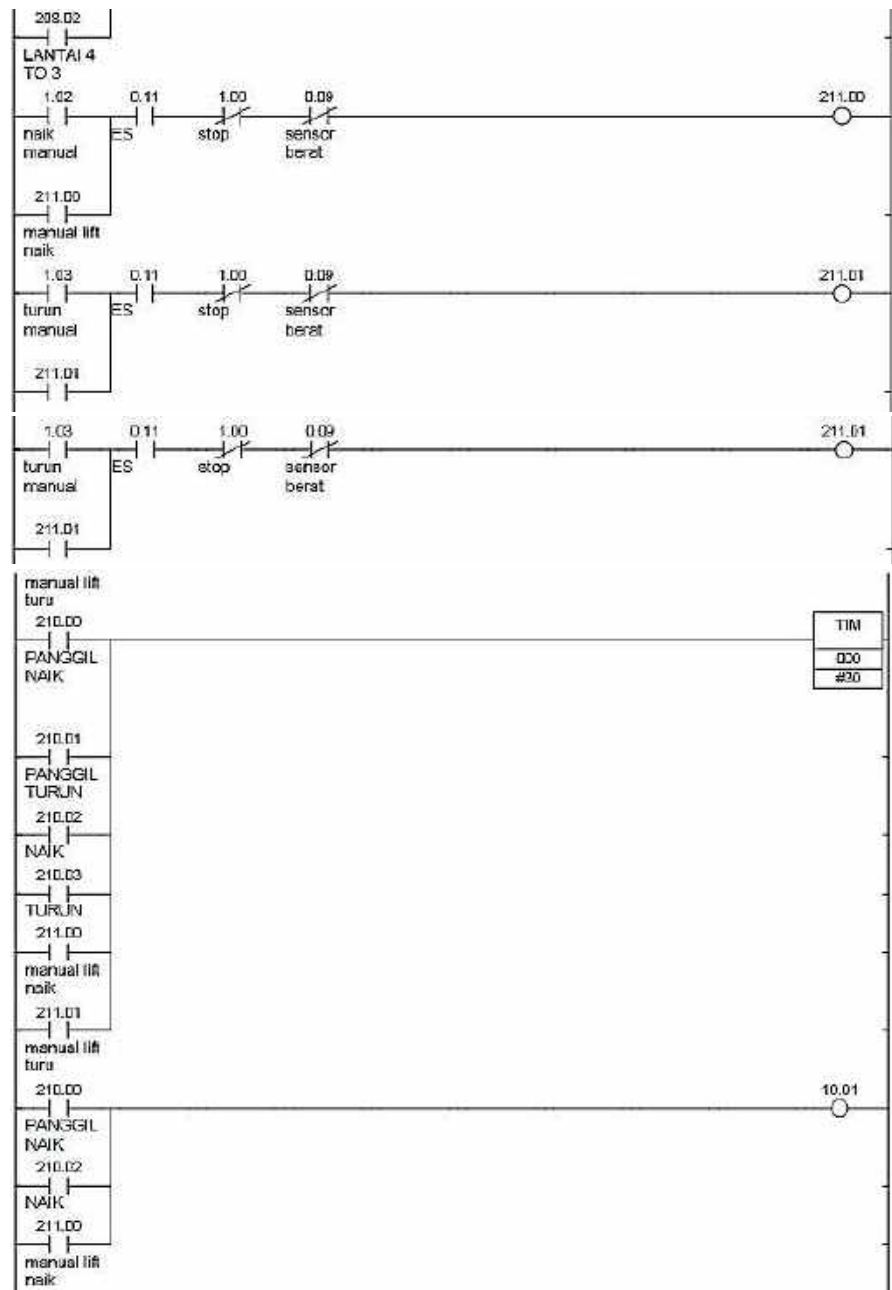 208.02
LANTAI 4
TO 3
1.02 0.11 1.00 0.09 211.00
naik ES stop sensor
manual berat
211.00
manual lift
naik
1.03 0.11 1.00 0.09 211.01
turun ES stop sensor
manual berat
211.01
1.03 0.11 1.00 0.09 211.01
turun ES stop sensor
manual berat
211.01
manual lift
turu
210.00 TIM
PANGGIL 000
NAIK #30
210.01
PANGGIL
TURUN
210.02
NAIK
210.03
TURUN
211.00
manual lift
naik
211.01
manual lift
turu
210.00 10.01
PANGGIL
NAIK
210.02
NAIK
211.00
manual lift
naik